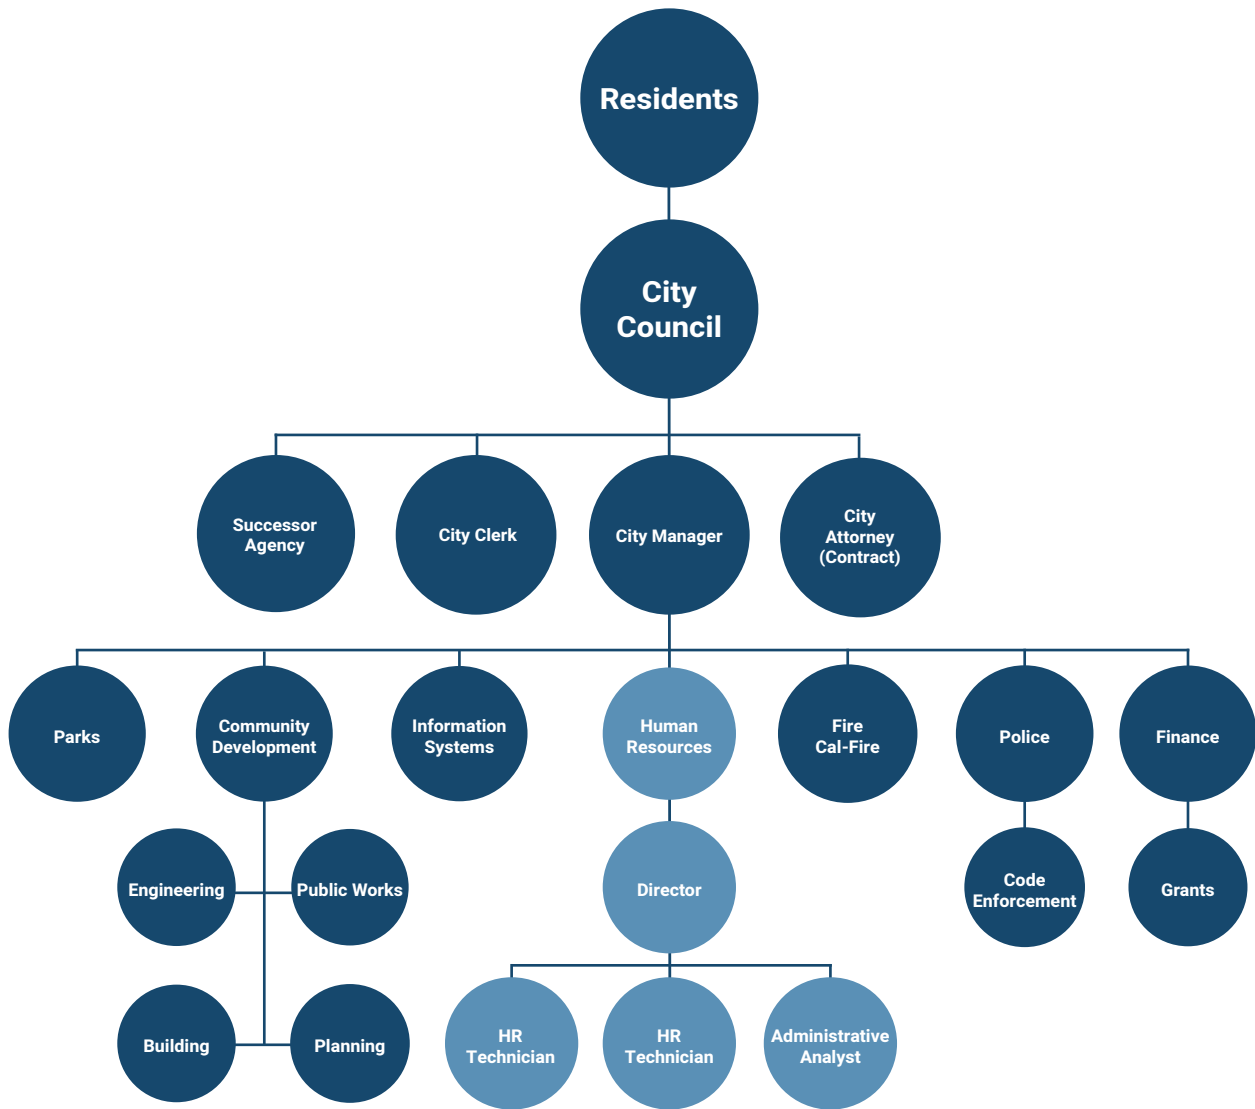 Residents
City
Council
Successor
Agency
City Clerk
City Manager
City
Attorney
(Contract)
Parks
Community
Development
Information
Systems
Human
Resources
Fire
Cal-Fire
Police
Finance
Engineering
Public Works
Director
Code
Enforcement
Grants
Building
Planning
HR
Technician
HR
Technician
Administrative
Analyst